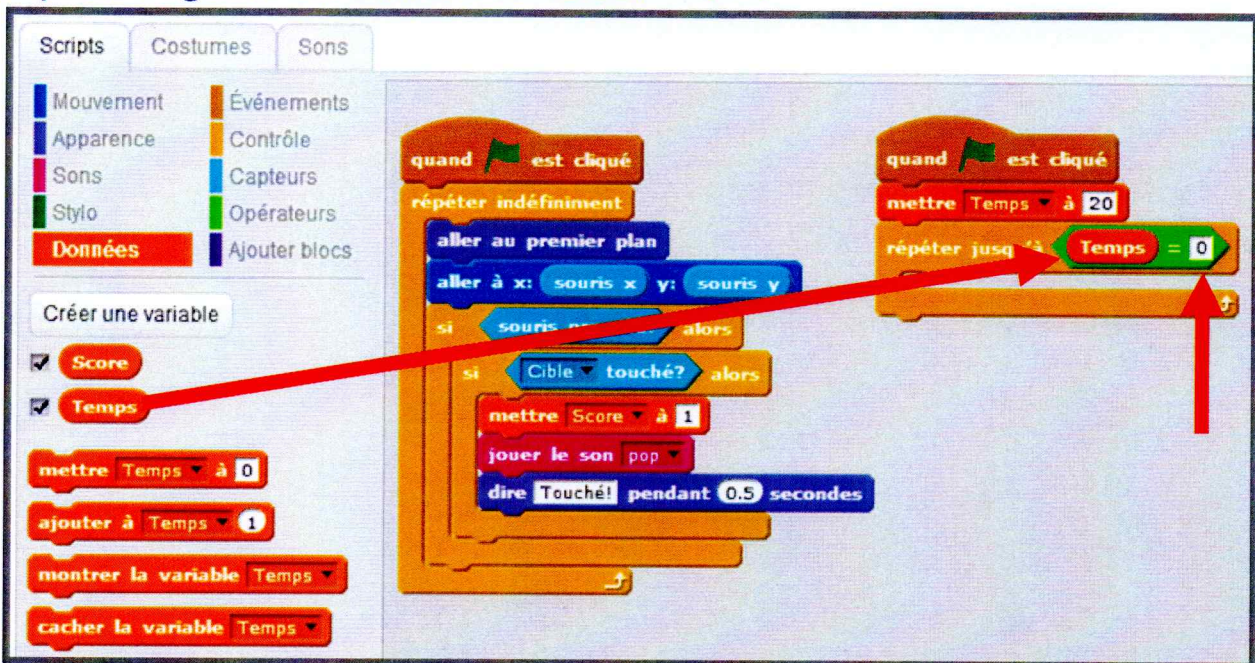 Scripts Costumes Sons
Mouvement Événements
Apparence Contrôle
Sons Capteurs
Stylo Opérateurs
Données Ajouter blocs
Créer une variable
Score
Temps
mettre Temps à 0
ajouter à Temps 1
montrer la variable Temps
cacher la variable Temps
quand est cliqué
répéter indéfiniment
aller au premier plan
aller à x: souris x y: souris y
si souris alors
si Cible touché? alors
mettre Score à 1
jouer le son pop
dire Touché! pendant 0.5 secondes
quand est cliqué
mettre Temps à 20
répéter jusqu'à Temps = 0